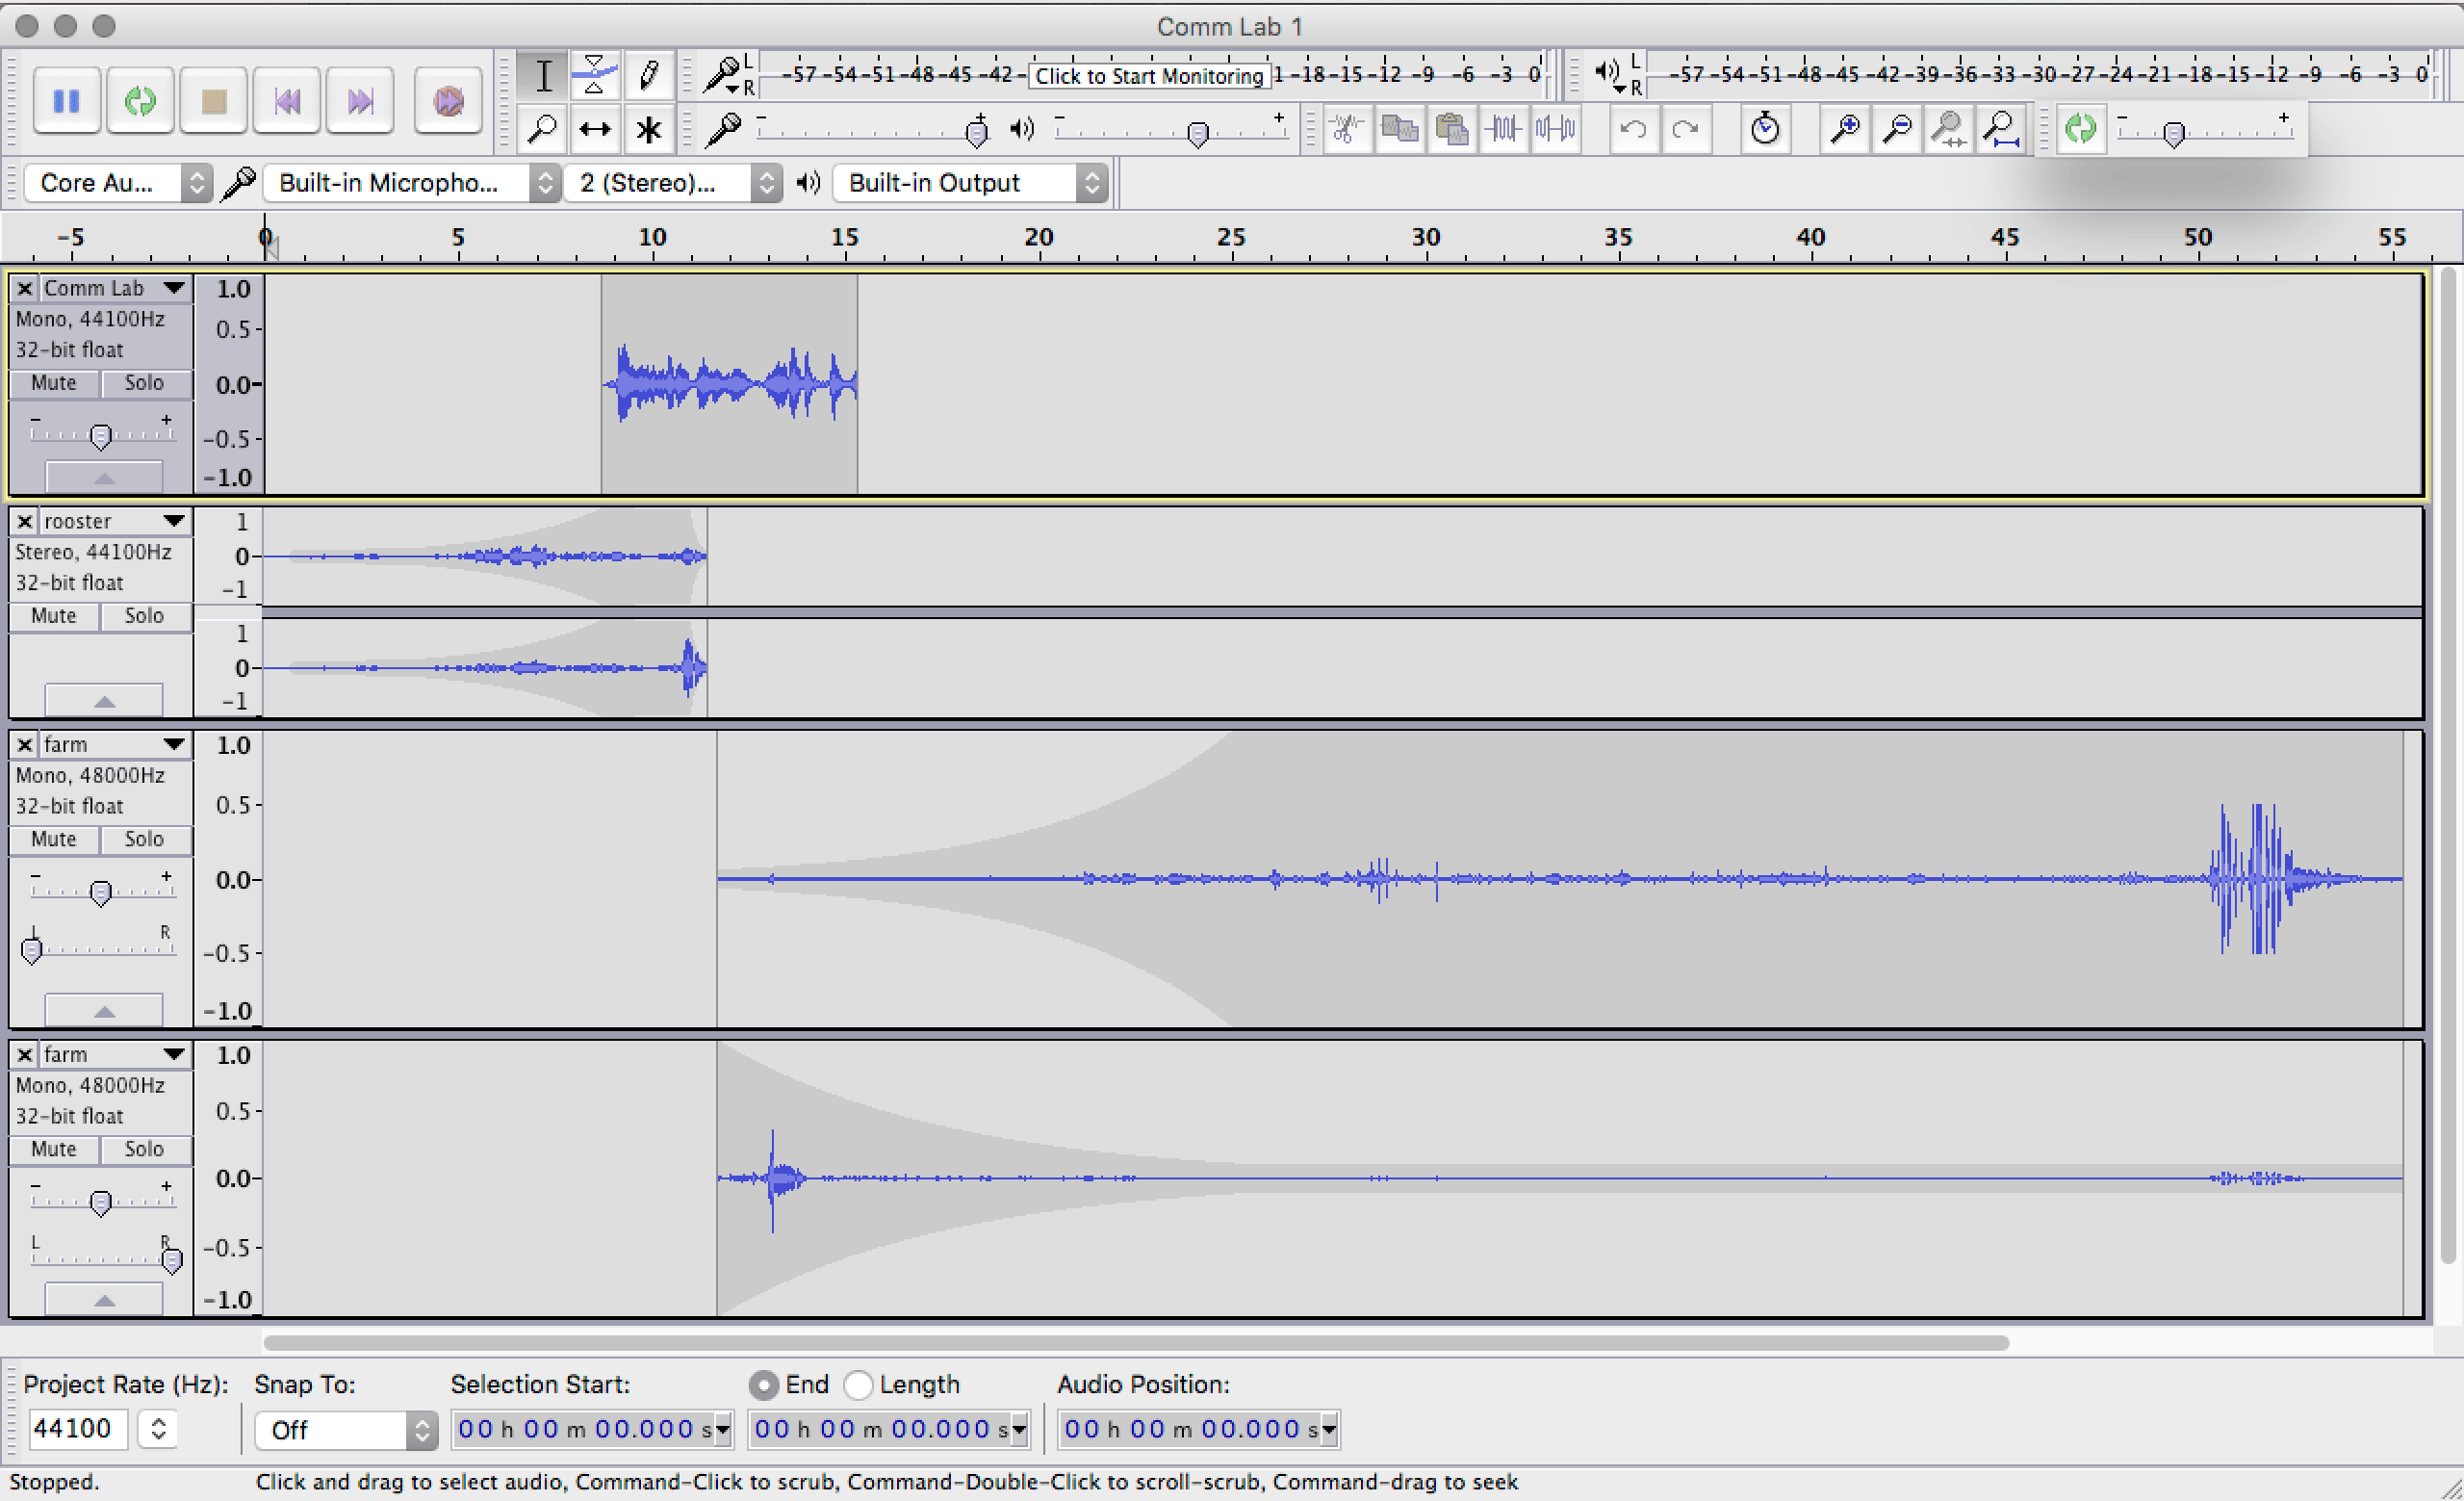 Comm Lab 1
L
R
-57 -54 -51 -48 -45 -42 - Click to Start Monitoring 1 -18 -15 -12 -9 -6 -3 0
L
R
-57 -54 -51 -48 -45 -42 -39 -36 -33 -30 -27 -24 -21 -18 -15 -12 -9 -6 -3 0
- + - + - +
Core Au... Built-in Micropho... 2 (Stereo)... Built-in Output
-5 0 5 10 15 20 25 30 35 40 45 50 55
Comm Lab 1.0
Mono, 44100Hz 0.5
32-bit float
Mute Solo 0.0
- +
-0.5
-1.0
rooster 1
Stereo, 44100Hz 0
32-bit float -1
Mute Solo
1
0
-1
farm 1.0
Mono, 48000Hz
32-bit float 0.5
Mute Solo
- + 0.0
L R
-0.5
-1.0
farm 1.0
Mono, 48000Hz
32-bit float 0.5
Mute Solo
- + 0.0
L R -0.5
-1.0
Project Rate (Hz): Snap To: Selection Start: End Length Audio Position:
44100 Off 00 h 00 m 00.000 s 00 h 00 m 00.000 s 00 h 00 m 00.000 s
Stopped. Click and drag to select audio, Command-Click to scrub, Command-Double-Click to scroll-scrub, Command-drag to seek